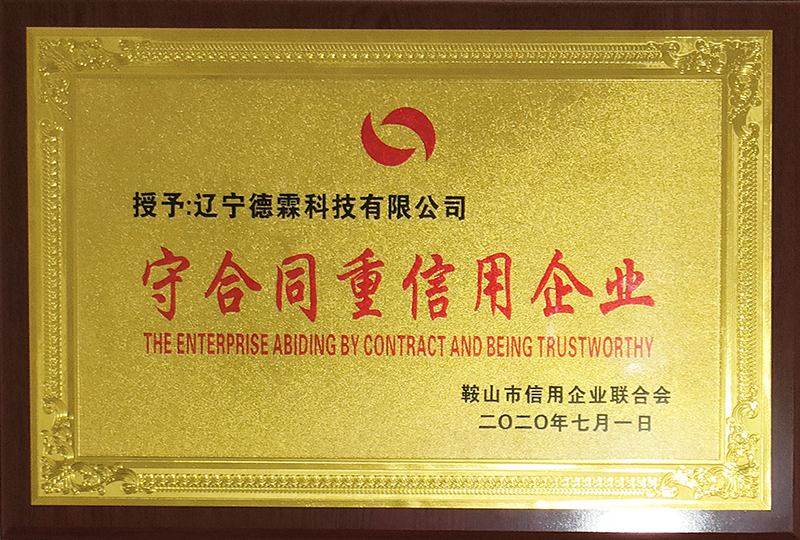 授予:辽宁德霖科技有限公司
守合同重信用企业
THE ENTERPRISE ABIDING BY CONTRACT AND BEING TRUSTWORTHY
鞍山市信用企业联合会
二〇二〇年七月一日